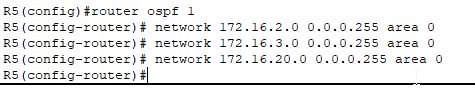 R5(config)#router ospf 1
R5(config-router)# network 172.16.2.0 0.0.0.255 area 0
R5(config-router)# network 172.16.3.0 0.0.0.255 area 0
R5(config-router)# network 172.16.20.0 0.0.0.255 area 0
R5(config-router)#